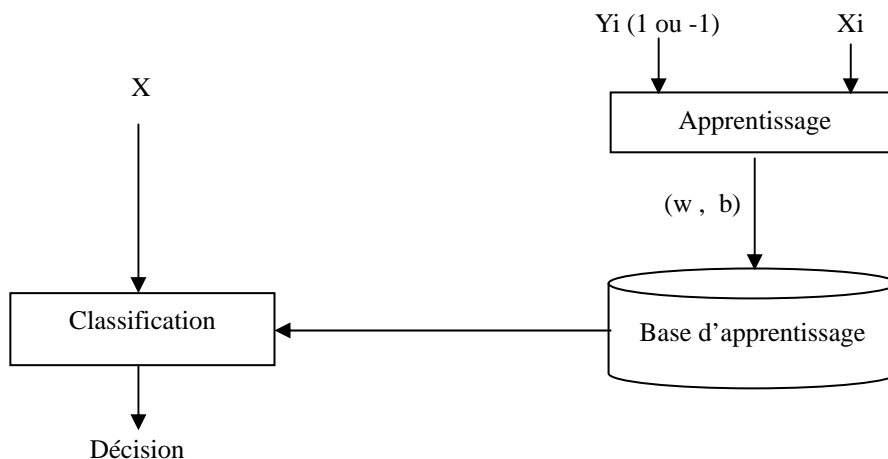 Yi (1 ou -1)
Xi
X
Apprentissage
(w , b)
Classification
Base d’apprentissage
Décision